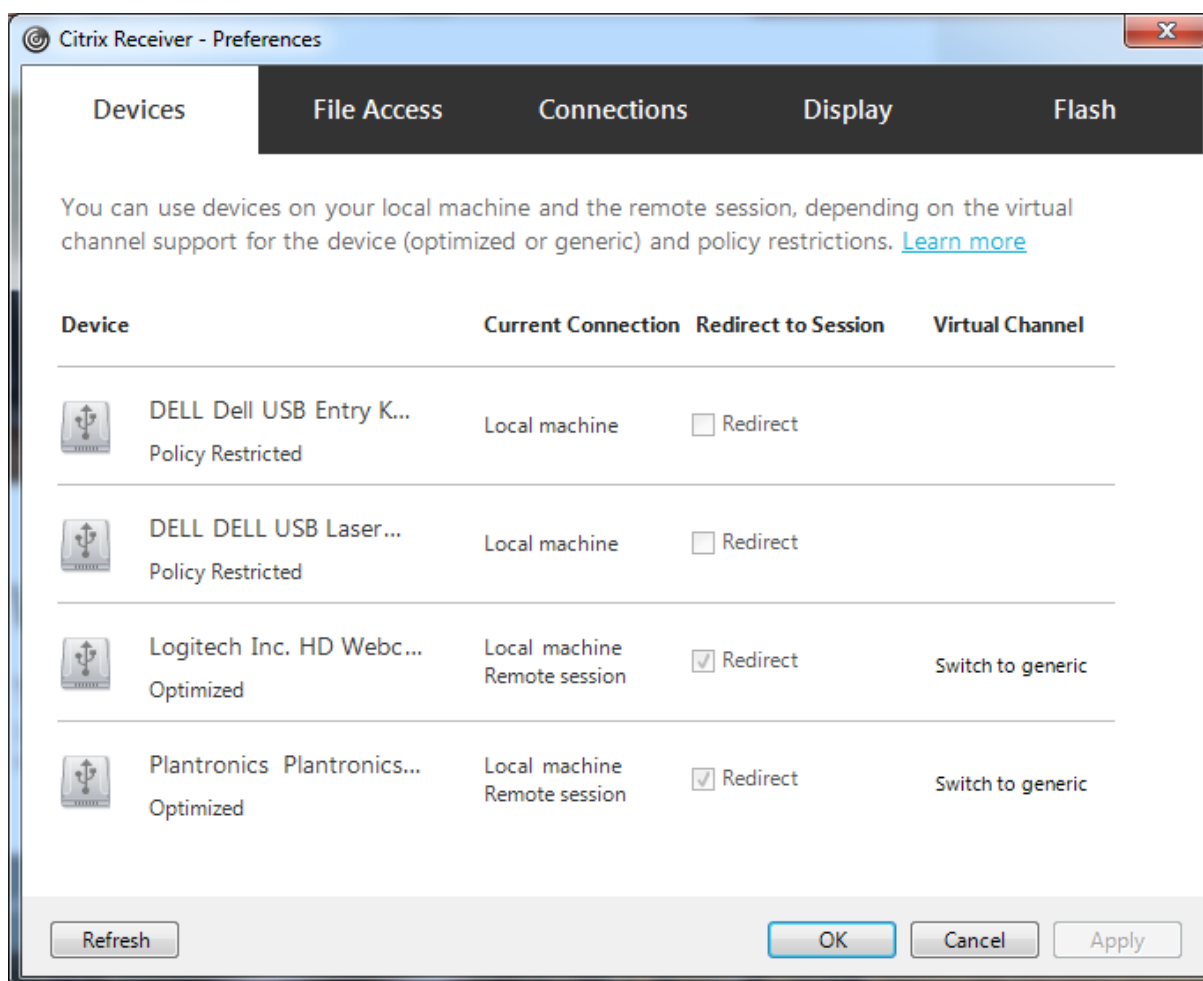 Citrix Receiver - Preferences
Devices File Access Connections Display Flash
You can use devices on your local machine and the remote session, depending on the virtual
channel support for the device (optimized or generic) and policy restrictions. Learn more
Device Current Connection Redirect to Session Virtual Channel
DELL Dell USB Entry K...
Policy Restricted
Local machine
Redirect
DELL DELL USB Laser...
Policy Restricted
Local machine
Redirect
Logitech Inc. HD Webc...
Optimized
Local machine
Remote session
Redirect
Switch to generic
Plantronics Plantronics...
Optimized
Local machine
Remote session
Redirect
Switch to generic
Refresh OK Cancel Apply